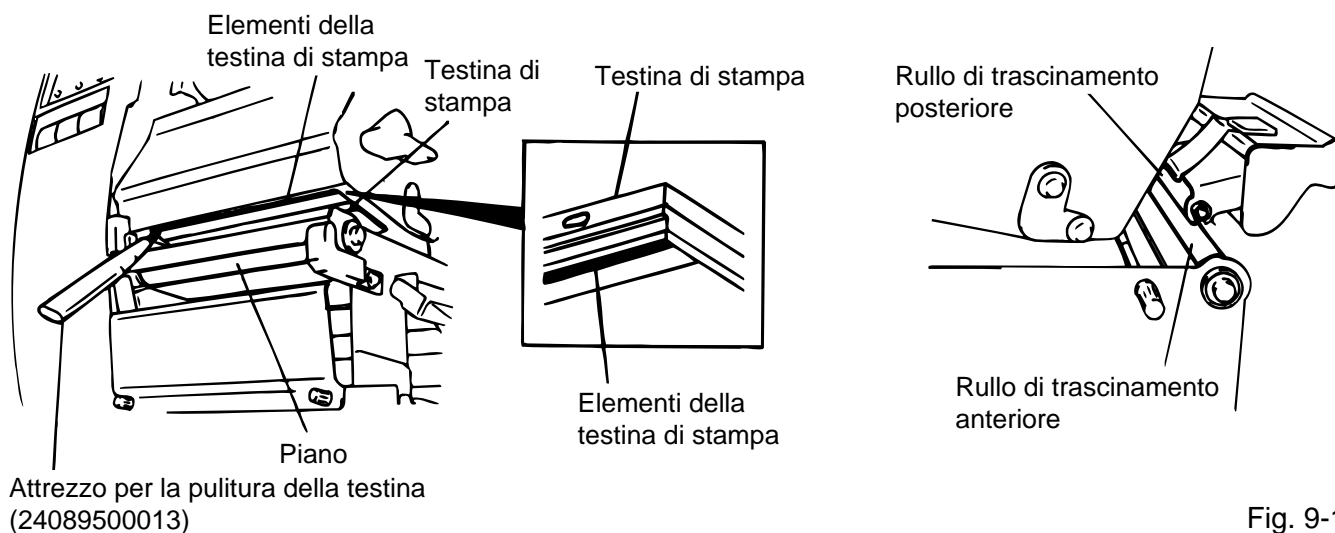 Elementi della
testina di stampa
Testina di
stampa
Testina di stampa
Rullo di trascinamento
posteriore
Elementi della
testina di stampa
Rullo di trascinamento
anteriore
Piano
Attrezzo per la pulitura della testina
(24089500013)
Fig. 9-1